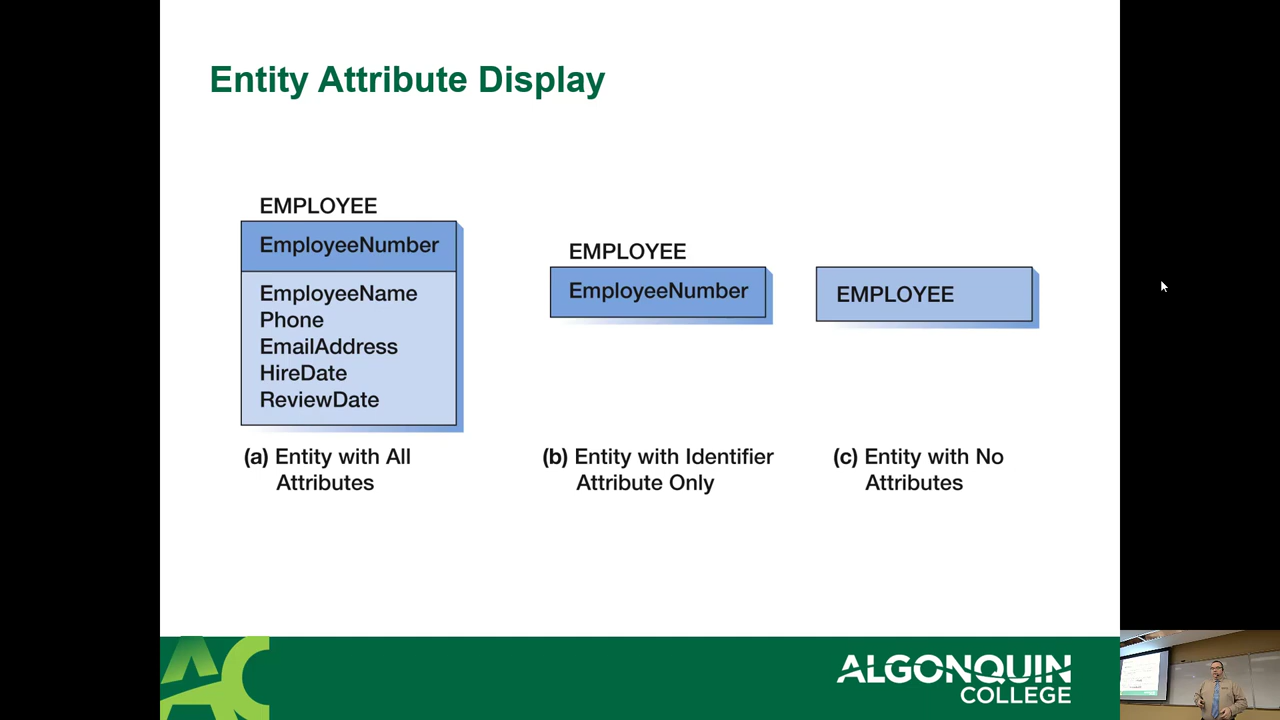 Entity Attribute Display
EMPLOYEE
EmployeeNumber
EmployeeName
Phone
EmailAddress
HireDate
ReviewDate
(a) Entity with All
Attributes
EMPLOYEE
EmployeeNumber
(b) Entity with Identifier
Attribute Only
EMPLOYEE
(c) Entity with No
Attributes
AC
ALGONQUIN
COLLEGE